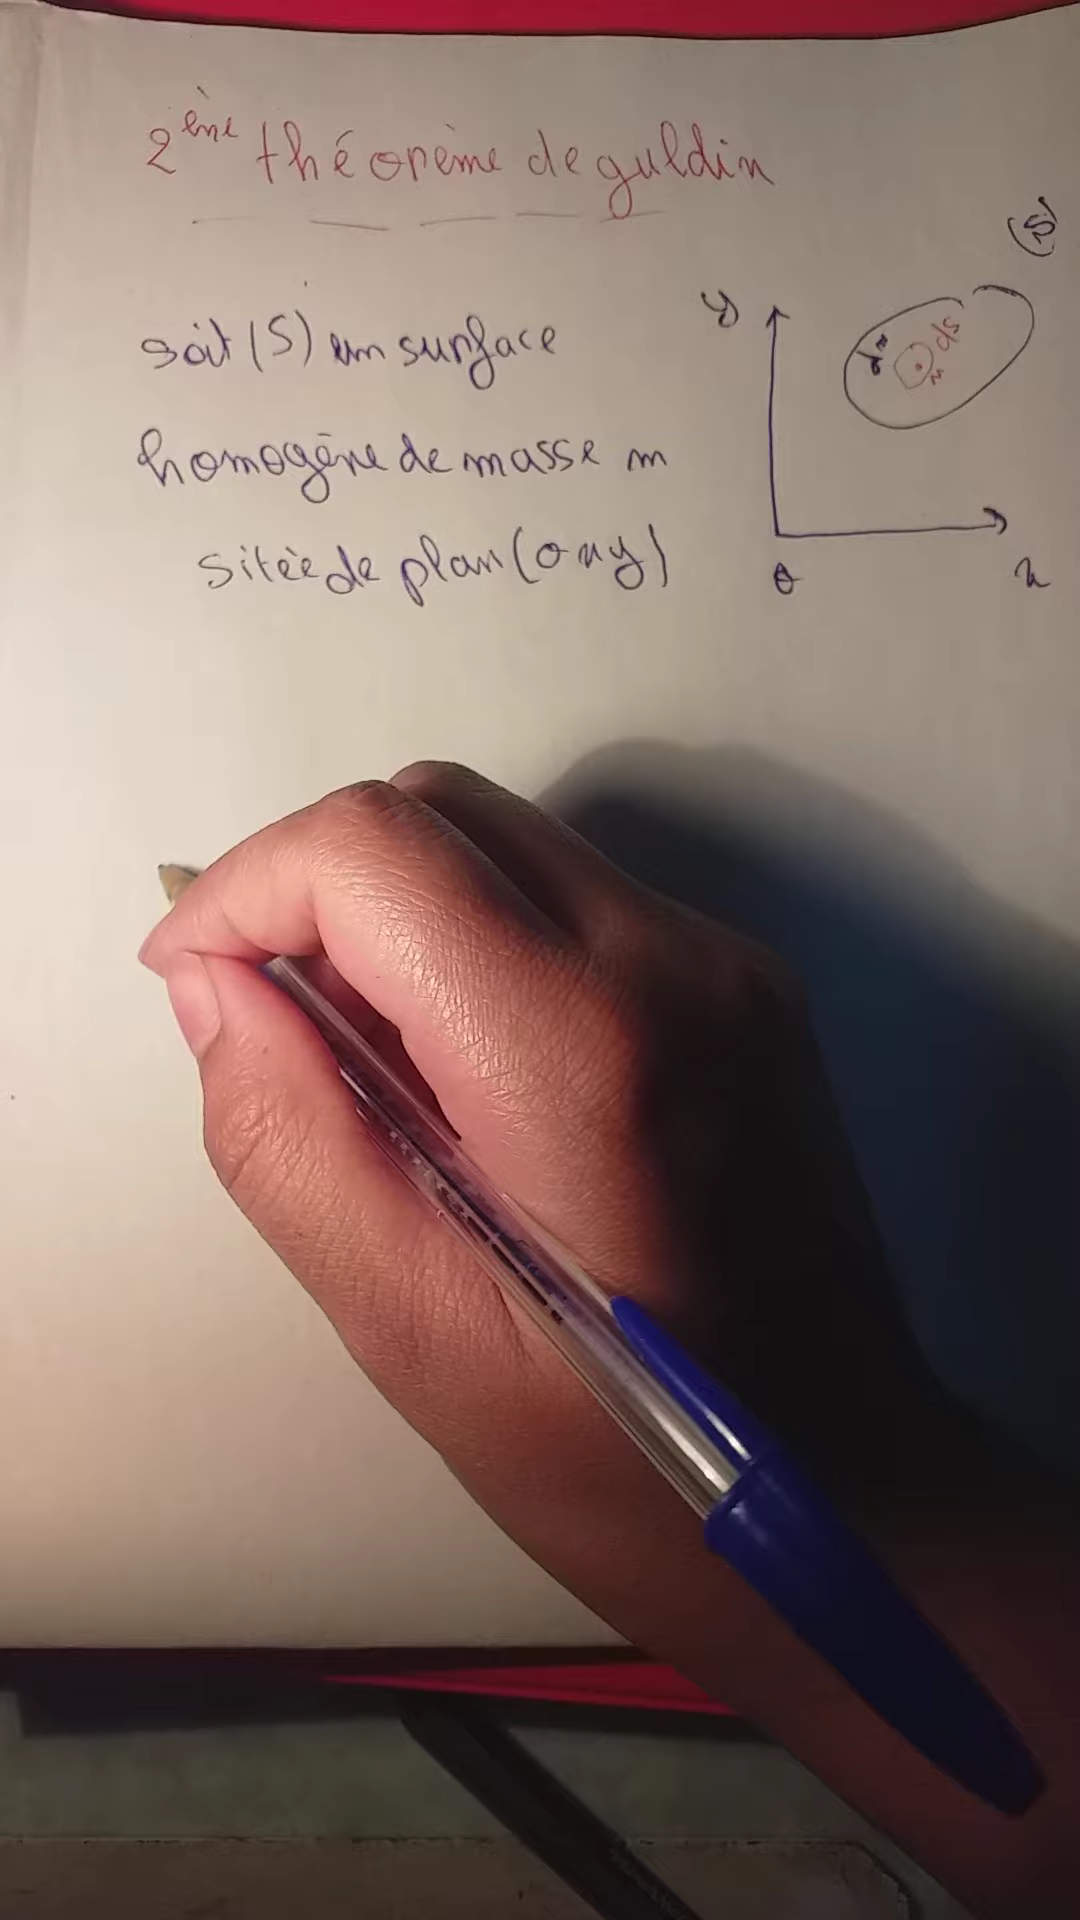 2ème théorème de guldin
(S)
soit (S) un surface
y
dm
ds
M
homogène de masse m
sitée de plan (oxy)
o
x